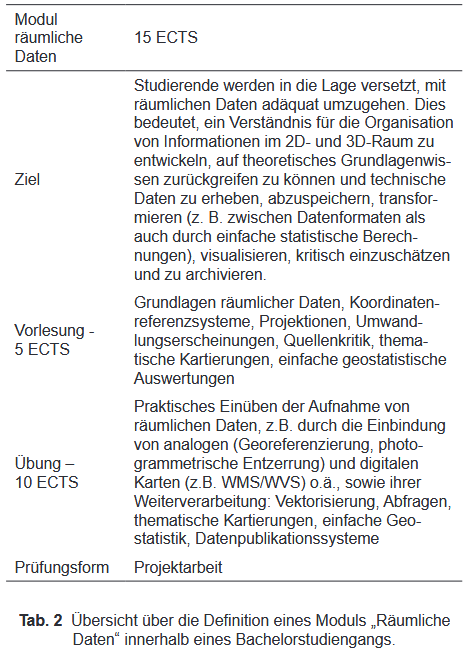 Modul
räumliche
Daten
15 ECTS
Ziel
Studierende werden in die Lage versetzt, mit
räumlichen Daten adäquat umzugehen. Dies
bedeutet, ein Verständnis für die Organisation
von Informationen im 2D- und 3D-Raum zu
entwickeln, auf theoretisches Grundlagenwis-
sen zurückgreifen zu können und technische
Daten zu erheben, abzuspeichern, transfor-
mieren (z. B. zwischen Datenformaten als
auch durch einfache statistische Berech-
nungen), visualisieren, kritisch einzuschätzen
und zu archivieren.
Vorlesung -
5 ECTS
Grundlagen räumlicher Daten, Koordinaten-
referenzsysteme, Projektionen, Umwand-
lungserscheinungen, Quellenkritik, thema-
tische Kartierungen, einfache geostatistische
Auswertungen
Übung –
10 ECTS
Praktisches Einüben der Aufnahme von
räumlichen Daten, z.B. durch die Einbindung
von analogen (Georeferenzierung, photo-
grammetrische Entzerrung) und digitalen
Karten (z.B. WMS/WVS) o.ä., sowie ihrer
Weiterverarbeitung: Vektorisierung, Abfragen,
thematische Kartierungen, einfache Geo-
statistik, Datenpublikationssysteme
Prüfungsform
Projektarbeit
Tab. 2 Übersicht über die Definition eines Moduls „Räumliche
Daten“ innerhalb eines Bachelorstudiengangs.